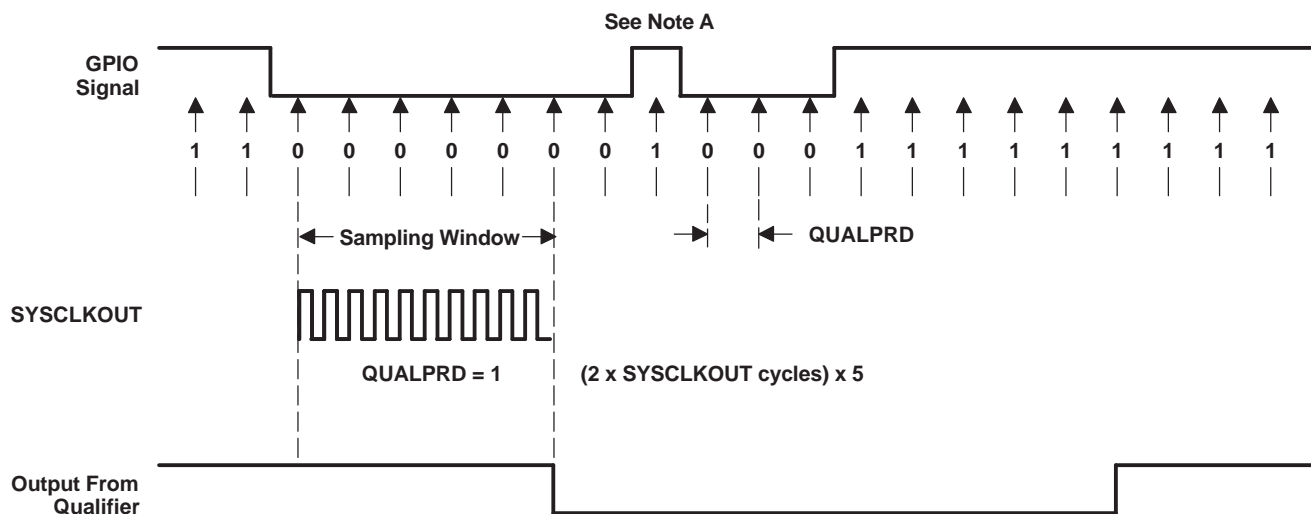 See Note A
GPIO
Signal
1 1 0 0 0 0 0 0 0 1 0 0 0 1 1 1 1 1 1 1 1 1
Sampling Window
QUALPRD
SYSCLKOUT
QUALPRD = 1
(2 x SYSCLKOUT cycles) x 5
Output From
Qualifier